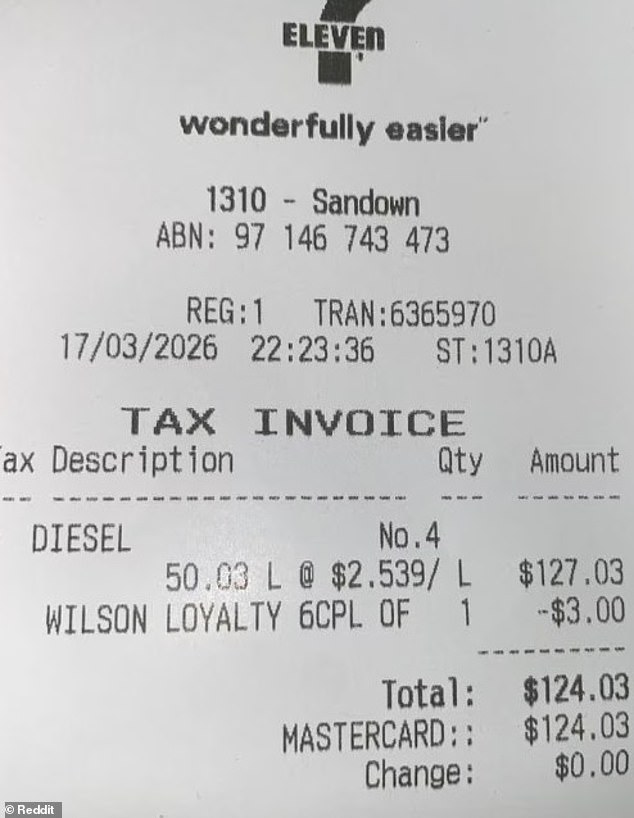 ELEVEn
wonderfully easier™
1310 - Sandown
ABN: 97 146 743 473
REG:1 TRAN:6365970
17/03/2026 22:23:36 ST:1310A
TAX INVOICE
ax Description Qty Amount
DIESEL No.4
50.03 L @ $2.539/ L $127.03
WILSON LOYALTY 6CPL OF 1 -$3.00
Total: $124.03
MASTERCARD:: $124.03
Change: $0.00
© Reddit